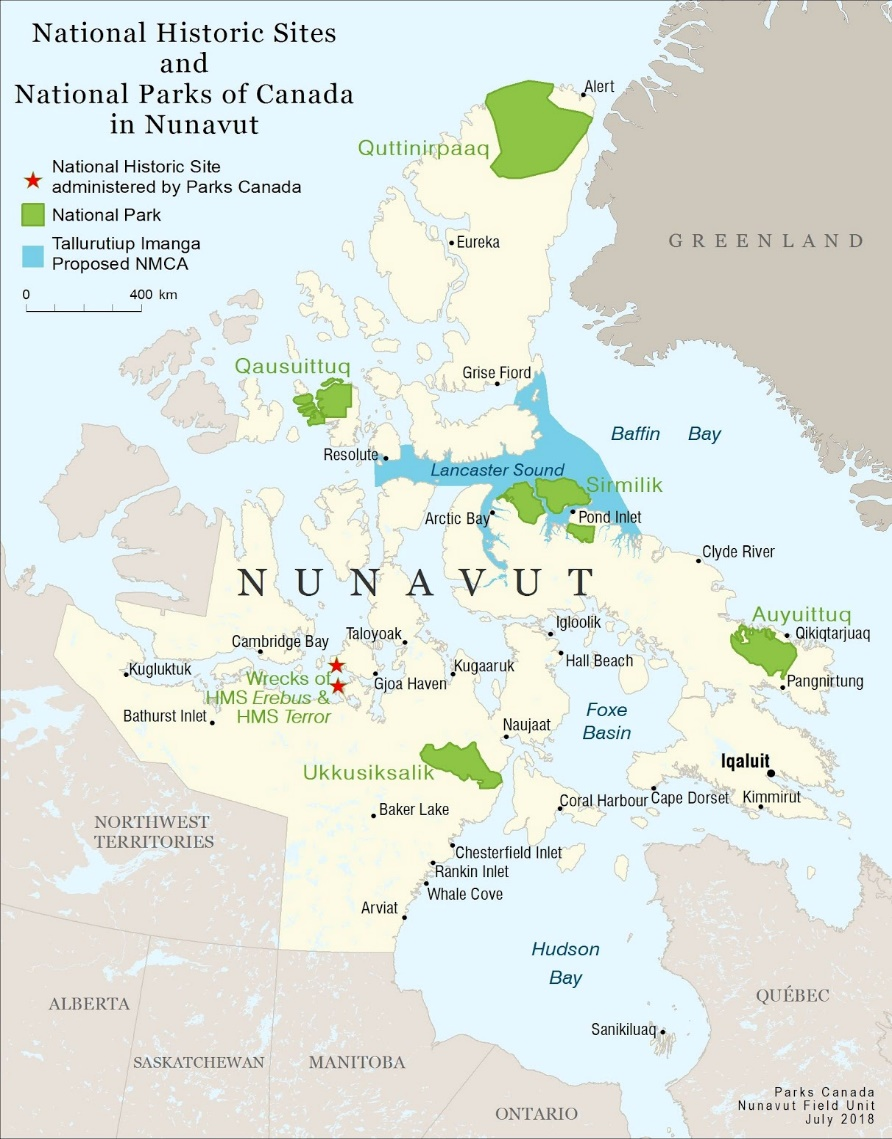 National Historic Sites
and
National Parks of Canada
in Nunavut
National Historic Site
administered by Parks Canada
National Park
Tallurutiup Imanga
Proposed NMCA
0 400 km
Alert
Quttinirpaaq
Eureka
GREENLAND
Qausuittuq
Grise Fiord
Baffin Bay
Resolute
Lancaster Sound
Sirmilik
Arctic Bay
Pond Inlet
Clyde River
NUNAVUT
Auyuittuq
Igloolik
Qikiqtarjuaq
Taloyoak
Cambridge Bay
Hall Beach
Kugluktuk
Kugaaruk
Wrecks of
HMS Erebus &
HMS Terror
Gjoa Haven
Pangnirtung
Bathurst Inlet
Foxe
Basin
Naujaat
Iqaluit
Ukkusiksalik
Coral Harbour
Cape Dorset
Kimmirut
Baker Lake
NORTHWEST
TERRITORIES
Chesterfield Inlet
Rankin Inlet
Whale Cove
Arviat
Hudson
Bay
ALBERTA
QUÉBEC
Sanikiluaq
SASKATCHEWAN
MANITOBA
ONTARIO
Parks Canada
Nunavut Field Unit
July 2018